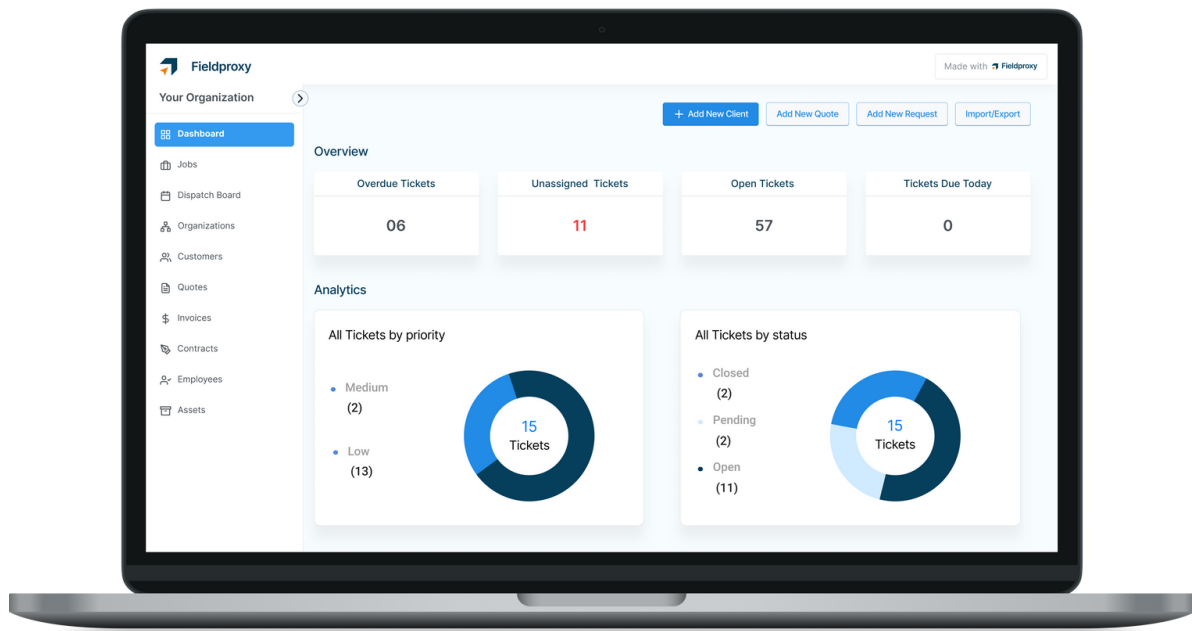 Fieldproxy
Made with Fieldproxy
Your Organization
+ Add New Client
Add New Quote
Add New Request
Import/Export
Dashboard
Jobs
Dispatch Board
Organizations
Customers
Quotes
Invoices
Contracts
Employees
Assets
Overview
Overdue Tickets
06
Unassigned Tickets
11
Open Tickets
57
Tickets Due Today
0
Analytics
All Tickets by priority
Medium
(2)
Low
(13)
15
Tickets
All Tickets by status
Closed
(2)
Pending
(2)
Open
(11)
15
Tickets